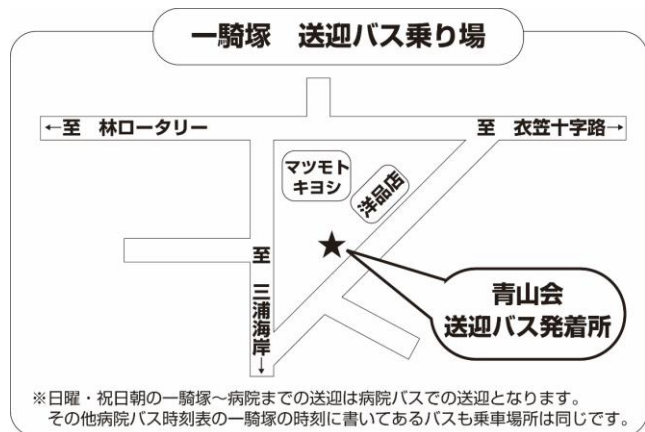 一騎塚　送迎バス乗り場
←至　林ロータリー
至　衣笠十字路→
マツモト
キヨシ
洋品店
至　三浦海岸→
青山会
送迎バス発着所
※日曜・祝日朝の一騎塚～病院までの送迎は病院バスでの送迎となります。
その他病院バス時刻表の一騎塚の時刻に書いてあるバスも乗車場所は同じです。